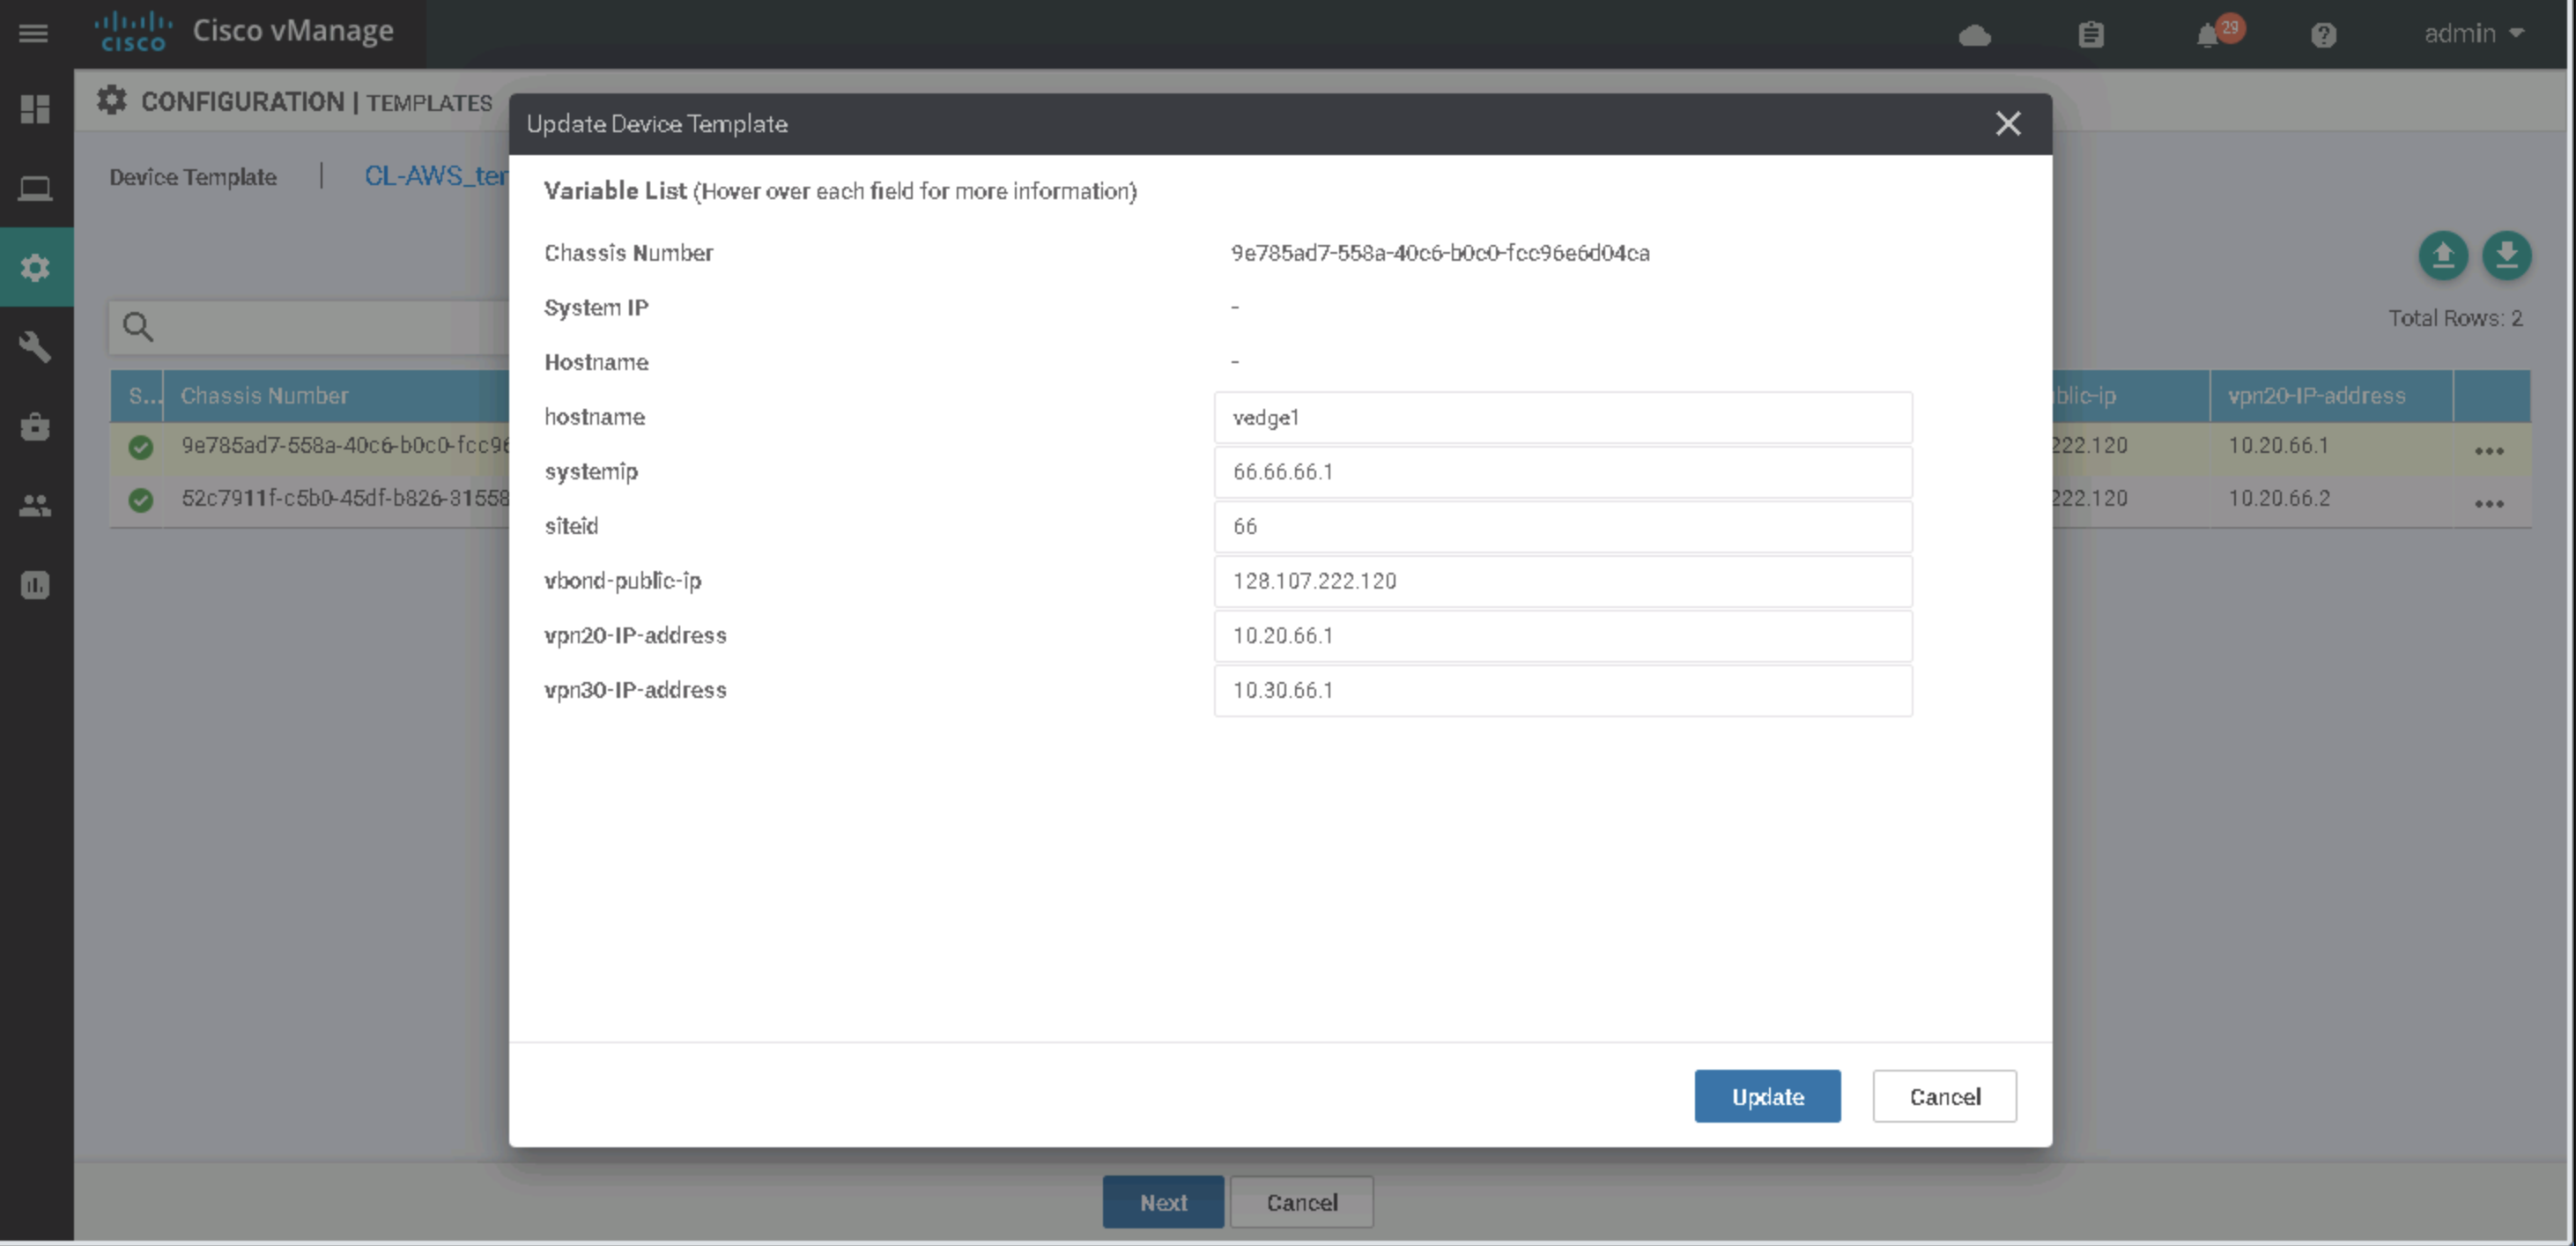 CISCO Cisco vManage 29 admin
CONFIGURATION | TEMPLATES
Update Device Template
Device Template | CL-AWS_ter
Variable List (Hover over each field for more information)
Chassis Number 9e785ad7-558a-40c6-b0c0-fcc96e6d04ca
System IP -
Hostname -
hostname vedge1
systemip 66.66.66.1
siteid 66
vbond-public-ip 128.107.222.120
vpn20-IP-address 10.20.66.1
vpn30-IP-address 10.30.66.1
Update Cancel
Total Rows: 2
S... Chassis Number blic-ip vpn20-IP-address
9e785ad7-558a-40c6-b0c0-fcc96 222.120 10.20.66.1
52c7911f-c5b0-45df-b826-31558 222.120 10.20.66.2
Next Cancel